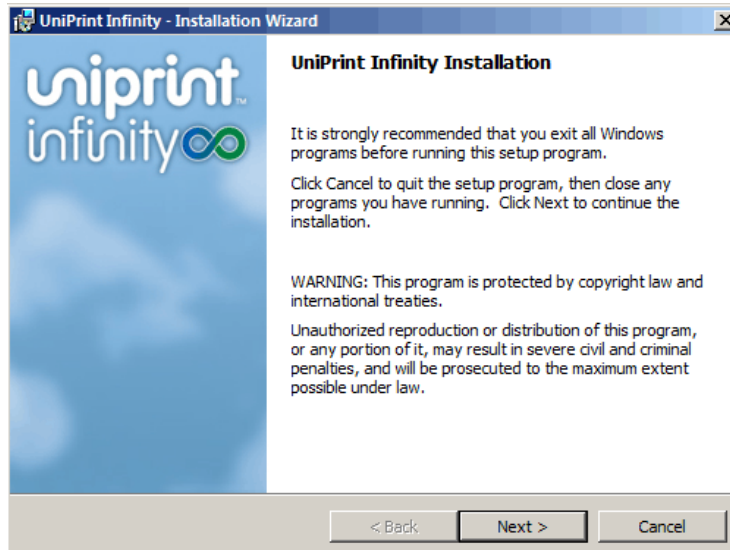 UniPrint Infinity - Installation Wizard
uniprint™
infinity
UniPrint Infinity Installation
It is strongly recommended that you exit all Windows
programs before running this setup program.
Click Cancel to quit the setup program, then close any
programs you have running. Click Next to continue the
installation.
WARNING: This program is protected by copyright law and
international treaties.
Unauthorized reproduction or distribution of this program,
or any portion of it, may result in severe civil and criminal
penalties, and will be prosecuted to the maximum extent
possible under law.
< Back
Next >
Cancel